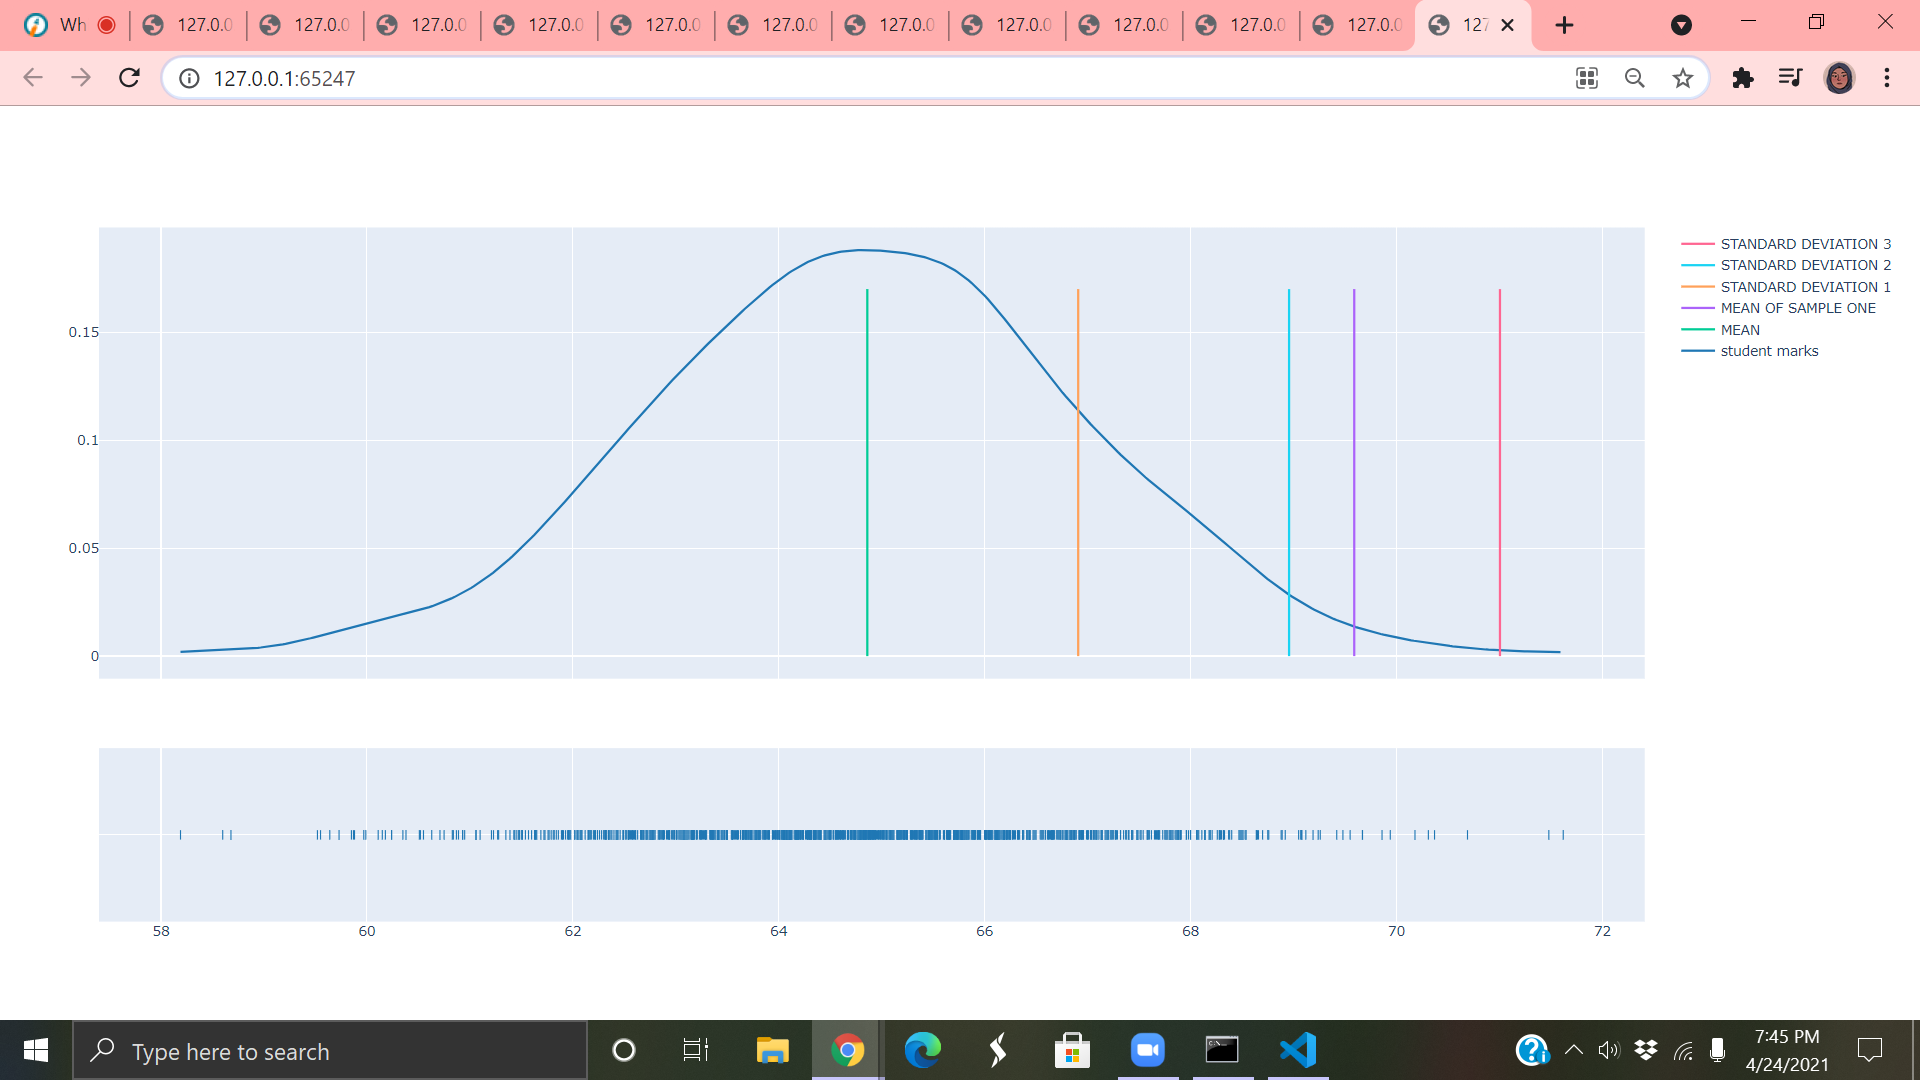 Wh 127.0.0 127.0.0 127.0.0 127.0.0 127.0.0 127.0.0 127.0.0 127.0.0 127.0.0 127.0.0 127.0.0 127
127.0.0.1:65247
STANDARD DEVIATION 3
STANDARD DEVIATION 2
STANDARD DEVIATION 1
MEAN OF SAMPLE ONE
MEAN
student marks
0.15
0.1
0.05
0
58 60 62 64 66 68 70 72
Type here to search
7:45 PM
4/24/2021